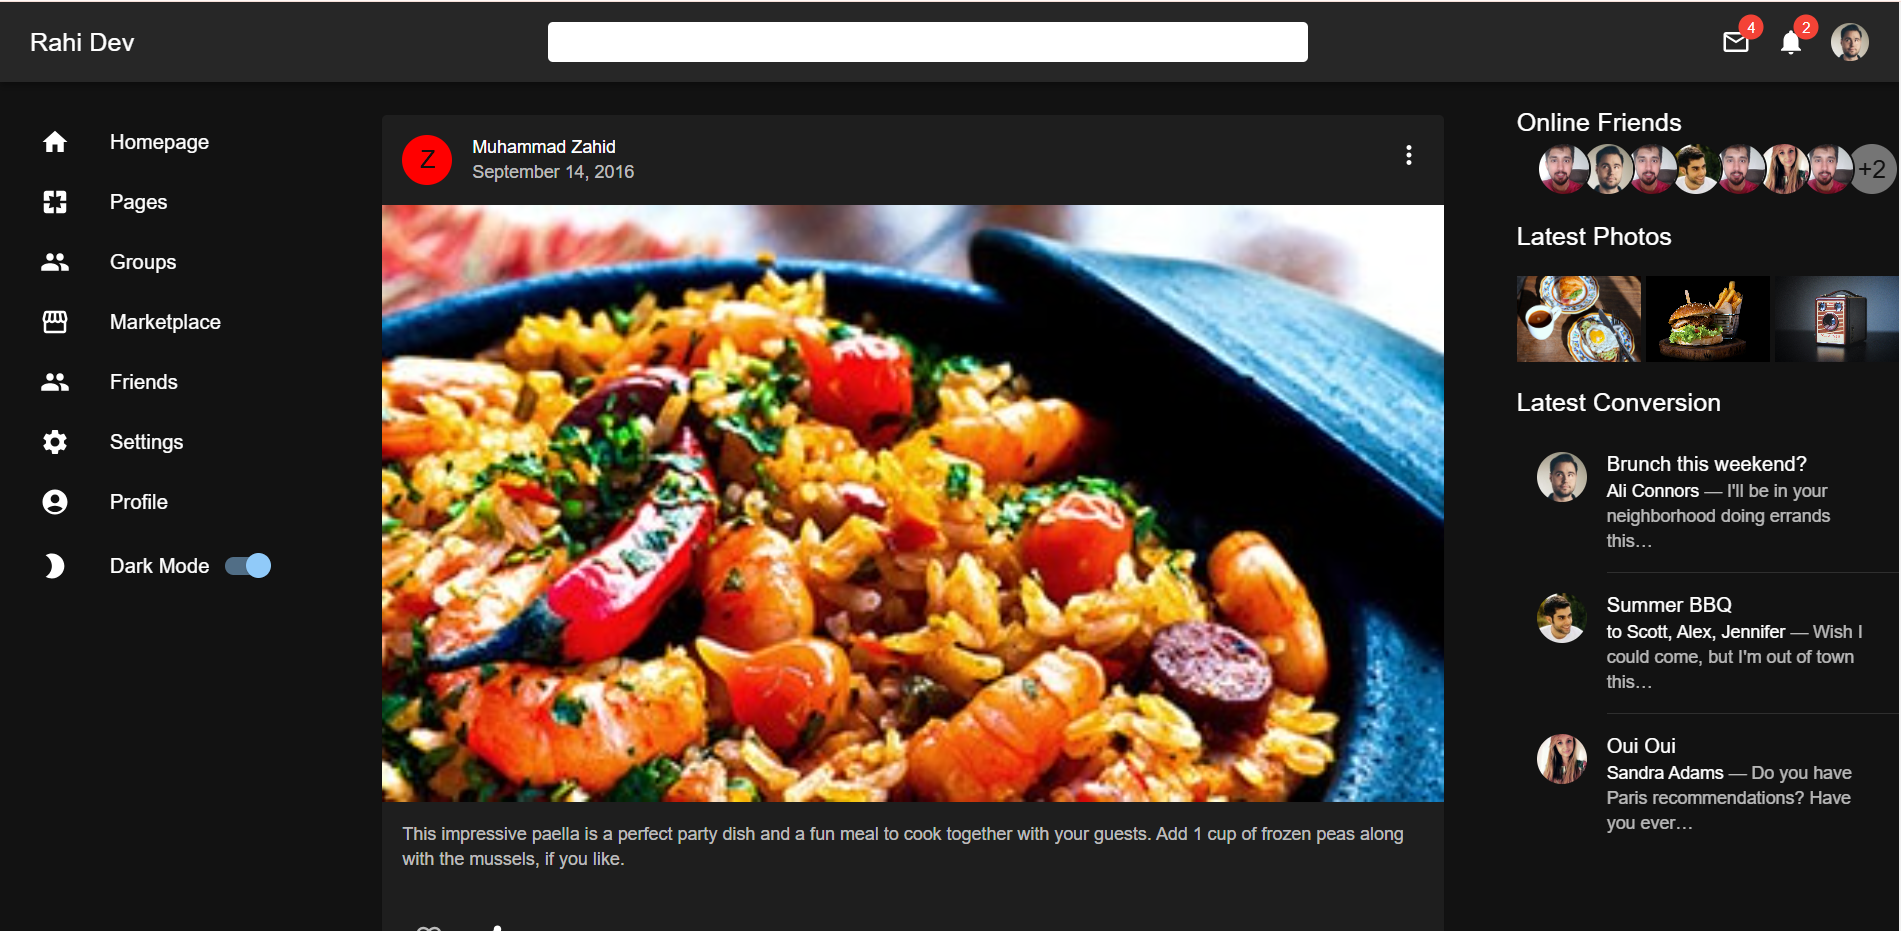 Rahi Dev
4
2
Homepage
Pages
Groups
Marketplace
Friends
Settings
Profile
Dark Mode
Z
Muhammad Zahid
September 14, 2016
This impressive paella is a perfect party dish and a fun meal to cook together with your guests. Add 1 cup of frozen peas along
with the mussels, if you like.
Online Friends
+2
Latest Photos
Latest Conversion
Brunch this weekend?
Ali Connors — I'll be in your
neighborhood doing errands
this…
Summer BBQ
to Scott, Alex, Jennifer — Wish I
could come, but I'm out of town
this…
Oui Oui
Sandra Adams — Do you have
Paris recommendations? Have
you ever…